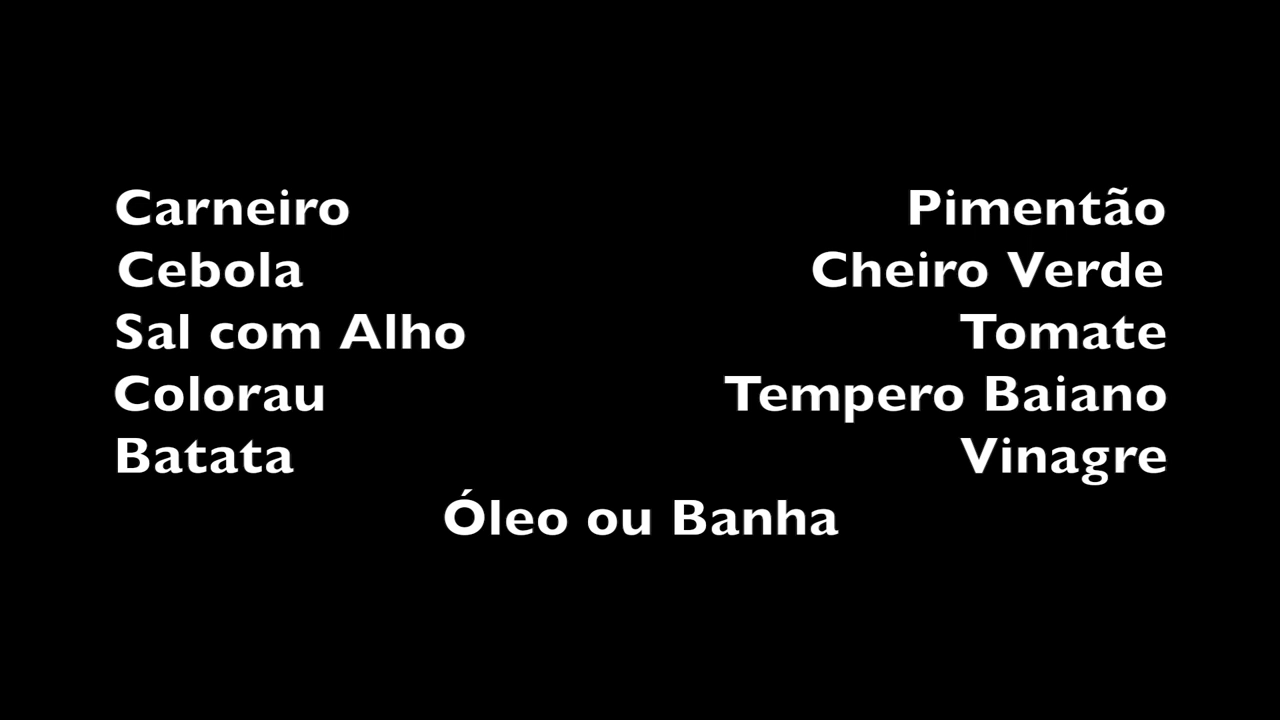 Carneiro Pimentão
Cebola Cheiro Verde
Sal com Alho Tomate
Colorau Tempero Baiano
Batata Vinagre
Óleo ou Banha